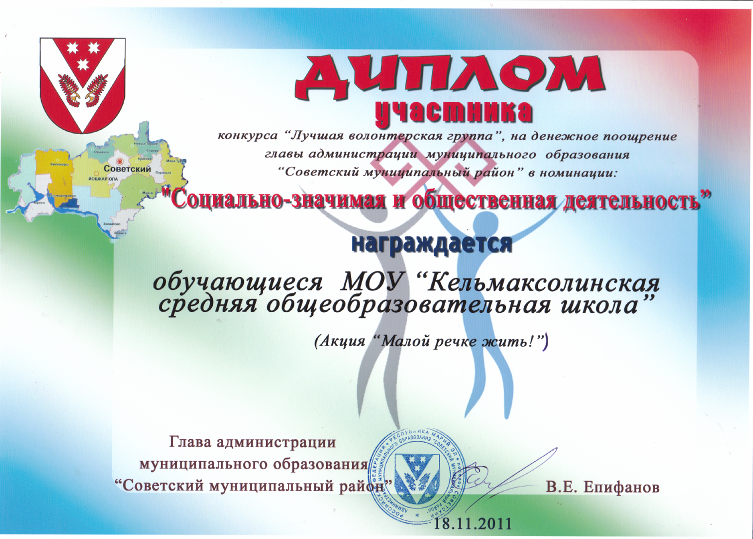 ДИПЛОМ
участника
конкурса “Лучшая волонтерская группа”, на денежное поощрение
главы администрации муниципального образования
“Советский муниципальный район” в номинации:
Советский
ЙОШКАР-ОЛА
“Социально-значимая и общественная деятельность”
награждается
обучающиеся МОУ “Кельмаксолинская
средняя общеобразовательная школа”
(Акция “Малой речке жить!”)
Глава администрации
муниципального образования
“Советский муниципальный район”
В.Е. Епифанов
18.11.2011